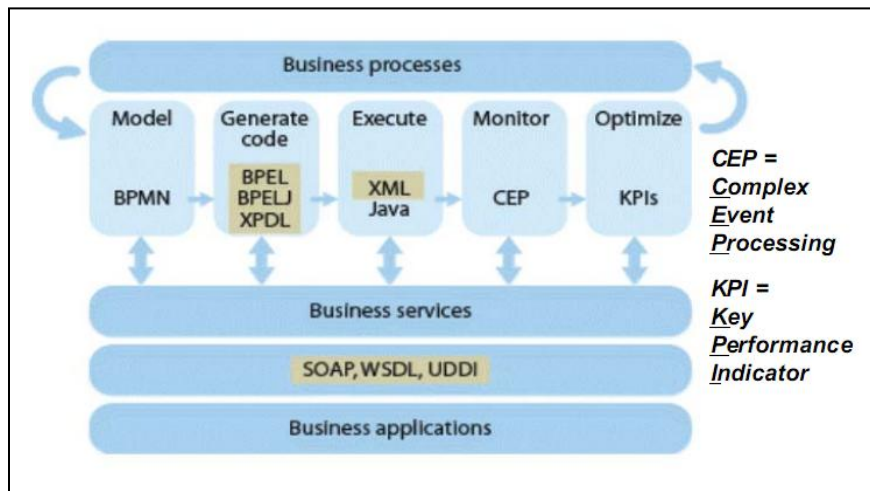 Business processes
Model
Generate
code
Execute
Monitor
Optimize
BPMN
BPEL
BPELJ
XPDL
XML
Java
CEP
KPIs
CEP =
Complex
Event
Processing
Business services
KPI =
Key
Performance
Indicator
SOAP, WSDL, UDDI
Business applications